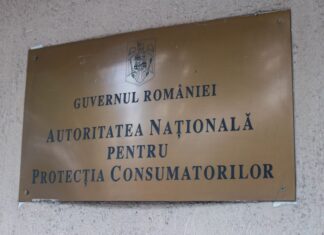 GUVERNUL ROMÂNIEI
AUTORITATEA NAȚIONALĂ
PENTRU
PROTECȚIA CONSUMATORILOR